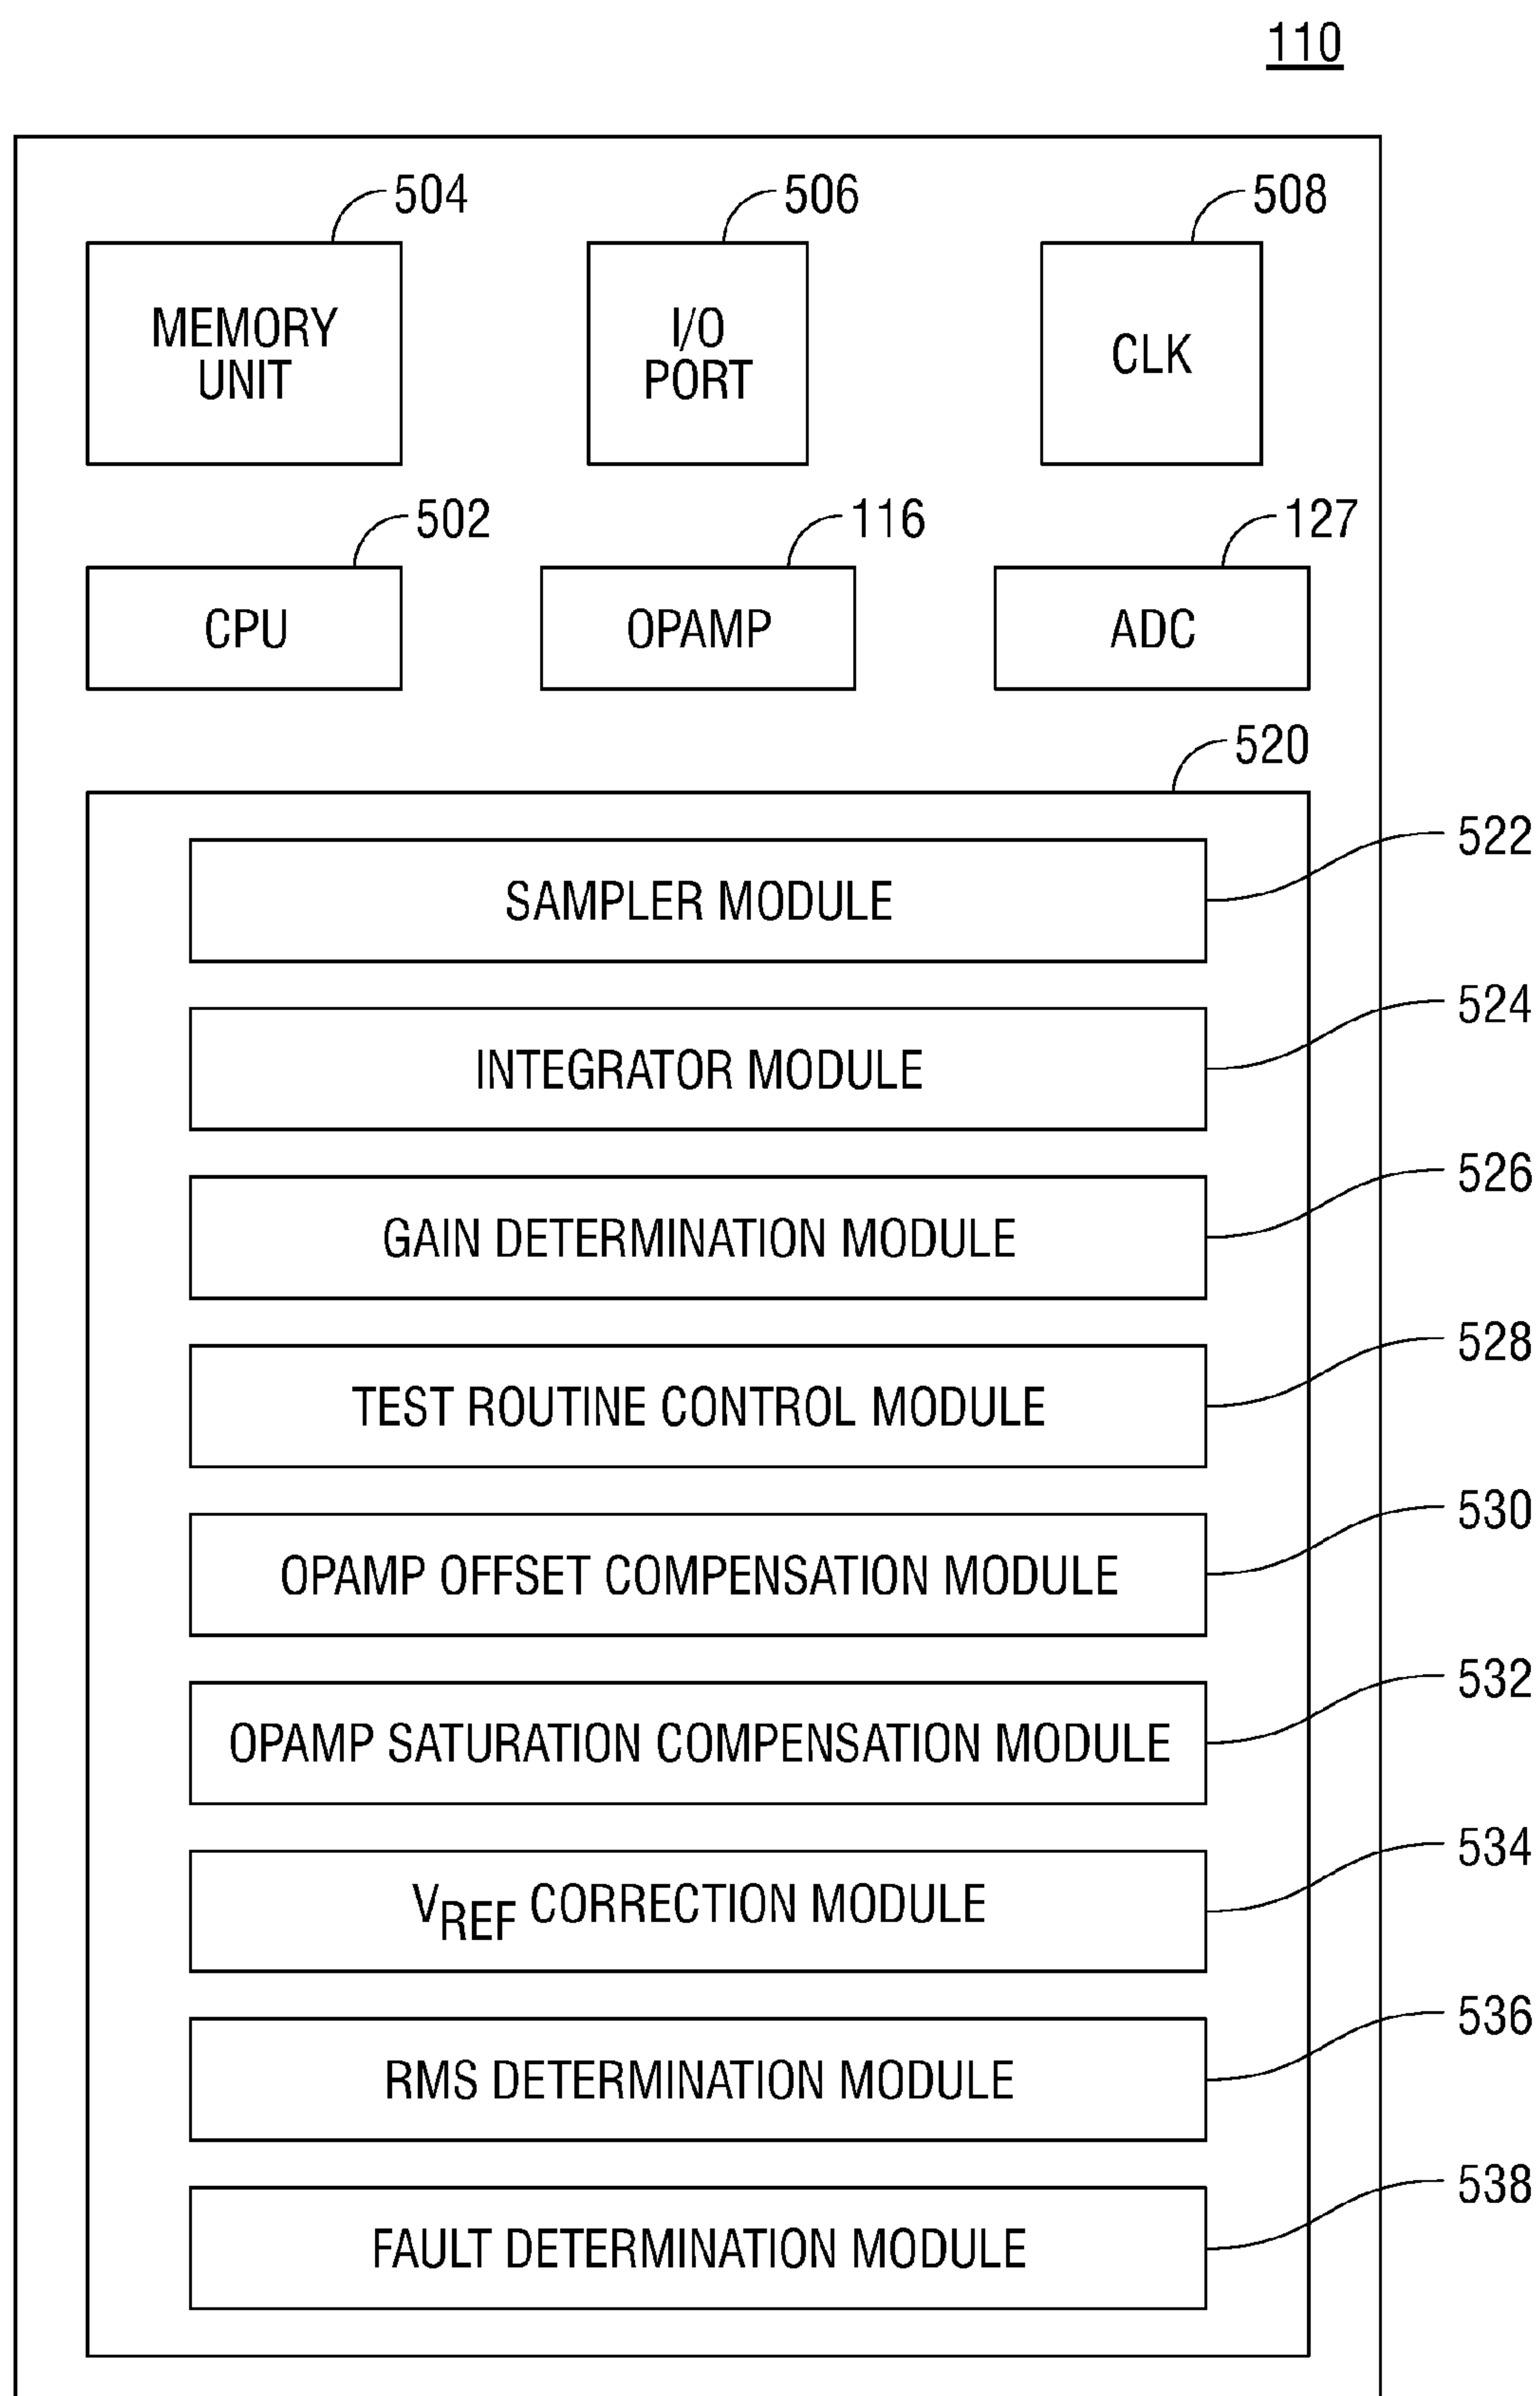 110
504
506
508
MEMORY
UNIT
I/O
PORT
CLK
502
116
127
CPU
OPAMP
ADC
520
522
SAMPLER MODULE
524
INTEGRATOR MODULE
526
GAIN DETERMINATION MODULE
528
TEST ROUTINE CONTROL MODULE
530
OPAMP OFFSET COMPENSATION MODULE
532
OPAMP SATURATION COMPENSATION MODULE
534
VREF CORRECTION MODULE
536
RMS DETERMINATION MODULE
538
FAULT DETERMINATION MODULE